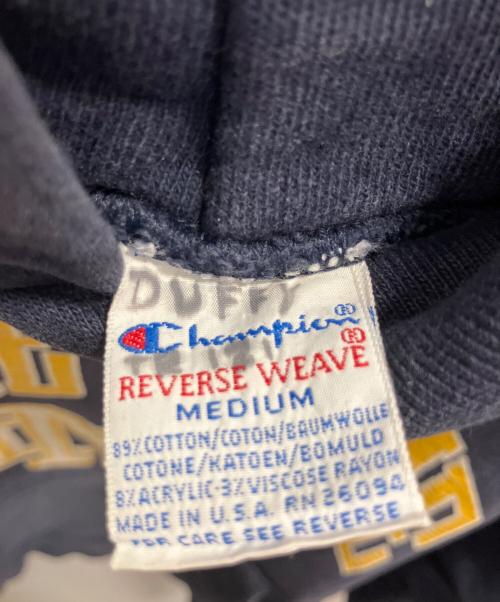 DUFFY
Champion®
REVERSE WEAVE®
MEDIUM
89% COTTON/COTON/BAUMWOLLE
COTONE/KATOEN/BOMULD
8% ACRYLIC-3% VISCOSE RAYON
MADE IN U.S.A. RN 26094
FOR CARE SEE REVERSE